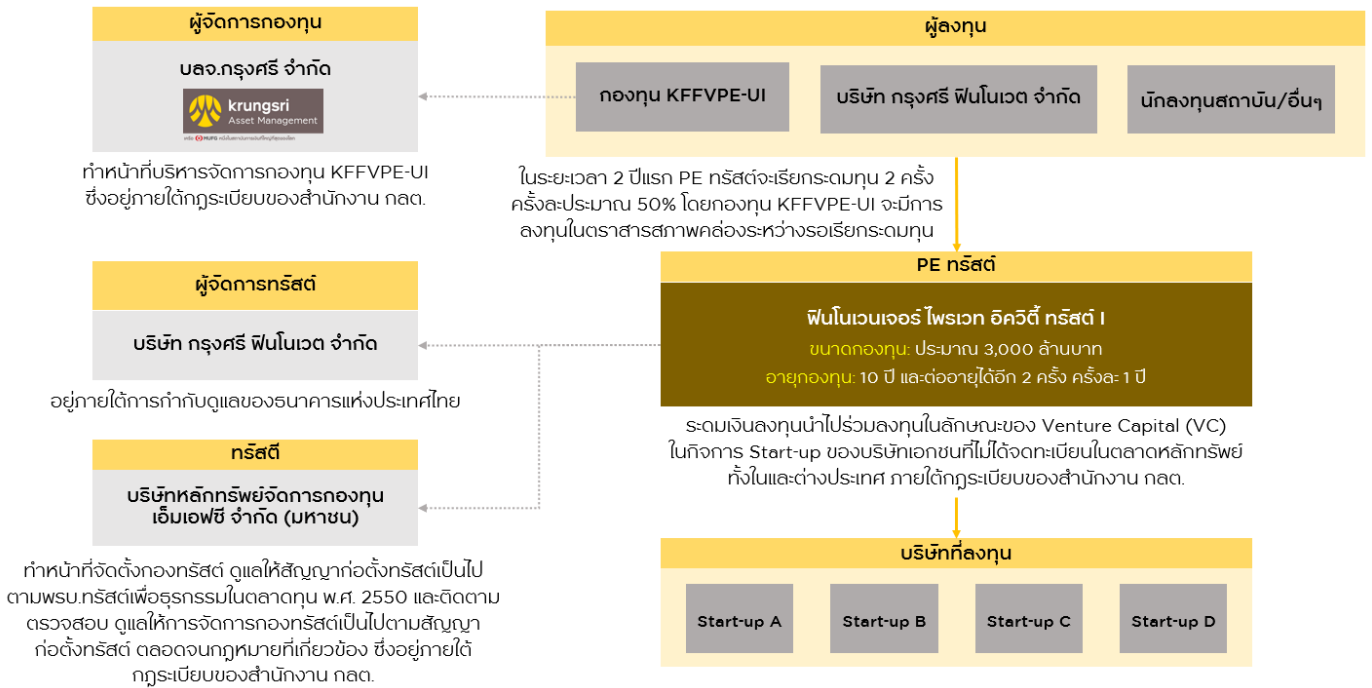 ผู้จัดการกองทุน
บลจ.กรุงศรี จำกัด
krungsri
Asset Management
ทำหน้าที่บริหารจัดการกองทุน KFFVPE-UI
ซึ่งอยู่ภายใต้กฎระเบียบของสำนักงาน กลต.
ผู้ลงทุน
กองทุน KFFVPE-UI
บริษัท กรุงศรี ฟินโนเวต จำกัด
นักลงทุนสถาบัน/อื่นๆ
ในระยะเวลา 2 ปีแรก PE ทรัสต์จะเรียกระดมทุน 2 ครั้ง
ครั้งละประมาณ 50% โดยกองทุน KFFVPE-UI จะมีการ
ลงทุนในตราสารสภาพคล่องระหว่างรอเรียกระดมทุน
ผู้จัดการทรัสต์
บริษัท กรุงศรี ฟินโนเวต จำกัด
อยู่ภายใต้การกำกับดูแลของธนาคารแห่งประเทศไทย
PE ทรัสต์
ฟินโนเวนเจอร์ ไพรเวท อิควิตี้ ทรัสต์ I
ขนาดกองทุน: ประมาณ 3,000 ล้านบาท
อายุกองทุน: 10 ปี และต่ออายุได้อีก 2 ครั้ง ครั้งละ 1 ปี
ระดมเงินลงทุนนำไปร่วมลงทุนในลักษณะของ Venture Capital (VC)
ในกิจการ Start-up ของบริษัทเอกชนที่ไม่ได้จดทะเบียนในตลาดหลักทรัพย์
ทั้งในและต่างประเทศ ภายใต้กฎระเบียบของสำนักงาน กลต.
ทรัสตี
บริษัทหลักทรัพย์จัดการกองทุน
เอ็มเอฟซี จำกัด (มหาชน)
ทำหน้าที่จัดตั้งกองทรัสต์ ดูแลให้สัญญาก่อตั้งทรัสต์เป็นไป
ตามพรบ.ทรัสต์เพื่อธุรกรรมในตลาดทุน พ.ศ. 2550 และติดตาม
ตรวจสอบ ดูแลให้การจัดการกองทรัสต์เป็นไปตามสัญญา
ก่อตั้งทรัสต์ ตลอดจนกฎหมายที่เกี่ยวข้อง ซึ่งอยู่ภายใต้
กฎระเบียบของสำนักงาน กลต.
บริษัทที่ลงทุน
Start-up A
Start-up B
Start-up C
Start-up D